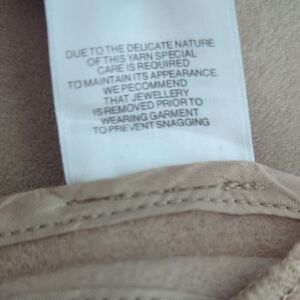 DUE TO THE DELICATE NATURE
OF THIS YARN SPECIAL
CARE IS REQUIRED
TO MAINTAIN ITS APPEARANCE.
WE PECOMMEND
THAT JEWELLERY
IS REMOVED PRIOR TO
WEARING GARMENT
TO PREVENT SNAGGING